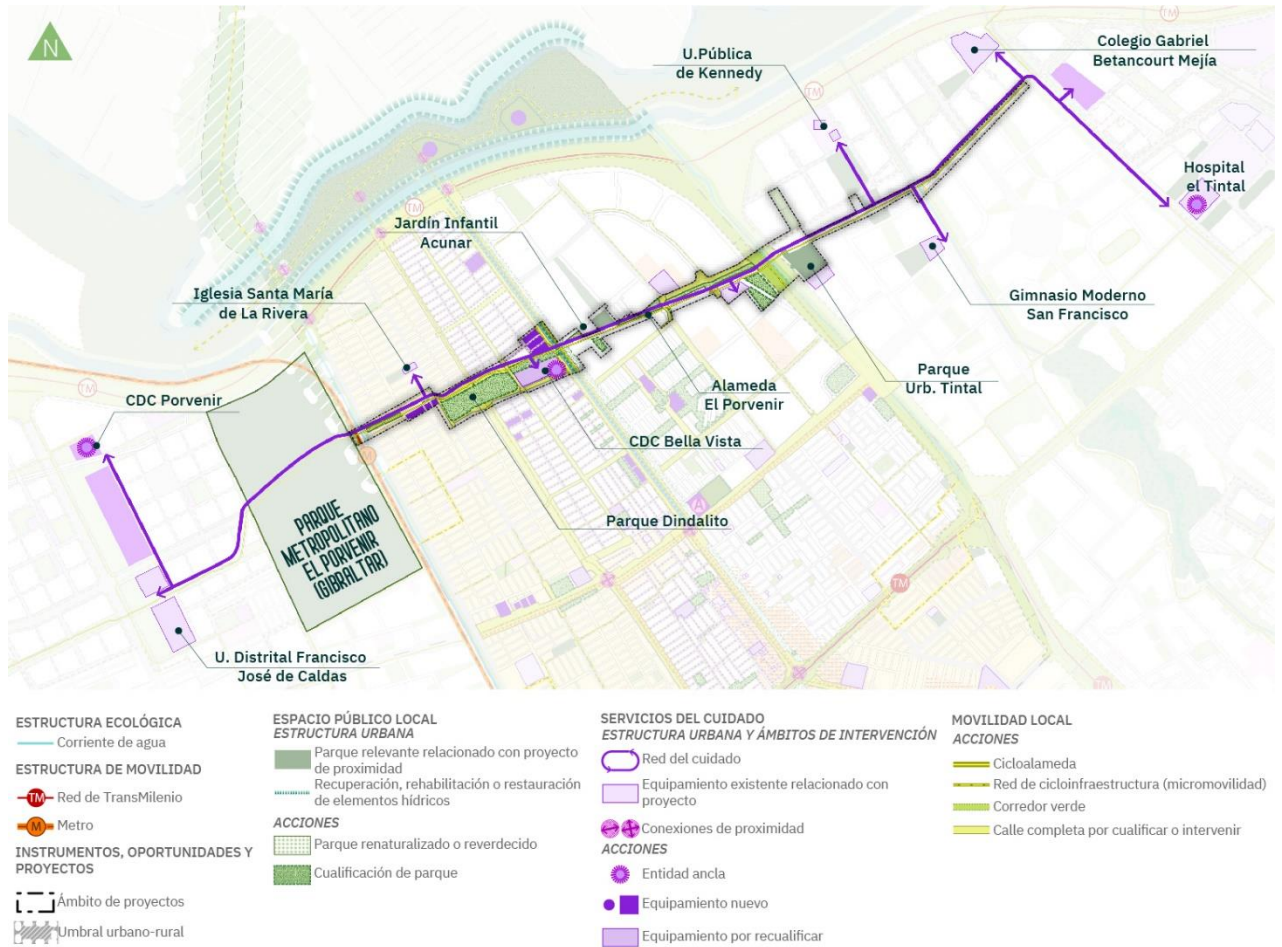 N
TM
Colegio Gabriel
Betancourt Mejía
U.Pública
de Kennedy
TM
Hospital
el Tintal
TM
Jardín Infantil
Acunar
Iglesia Santa María
de La Rivera
Gimnasio Moderno
San Francisco
Parque
Urb. Tintal
TM
CDC Porvenir
Alameda
El Porvenir
CDC Bella Vista
M
A
Parque Dindalito
PARQUE
METROPOLITANO
EL PORVENIR
(GIBRALTAR)
TM
U. Distrital Francisco
José de Caldas
TM
ESTRUCTURA ECOLÓGICA
Corriente de agua
ESTRUCTURA DE MOVILIDAD
TM Red de TransMilenio
M Metro
INSTRUMENTOS, OPORTUNIDADES Y
PROYECTOS
Ámbito de proyectos
Umbral urbano-rural
ESPACIO PÚBLICO LOCAL
ESTRUCTURA URBANA
Parque relevante relacionado con proyecto
de proximidad
Recuperación, rehabilitación o restauración
de elementos hídricos
ACCIONES
Parque renaturalizado o reverdecido
Cualificación de parque
SERVICIOS DEL CUIDADO
ESTRUCTURA URBANA Y ÁMBITOS DE INTERVENCIÓN
Red del cuidado
Equipamiento existente relacionado con
proyecto
Conexiones de proximidad
ACCIONES
Entidad ancla
Equipamiento nuevo
Equipamiento por recualificar
MOVILIDAD LOCAL
ACCIONES
Cicloalameda
Red de cicloinfraestructura (micromovilidad)
Corredor verde
Calle completa por cualificar o intervenir